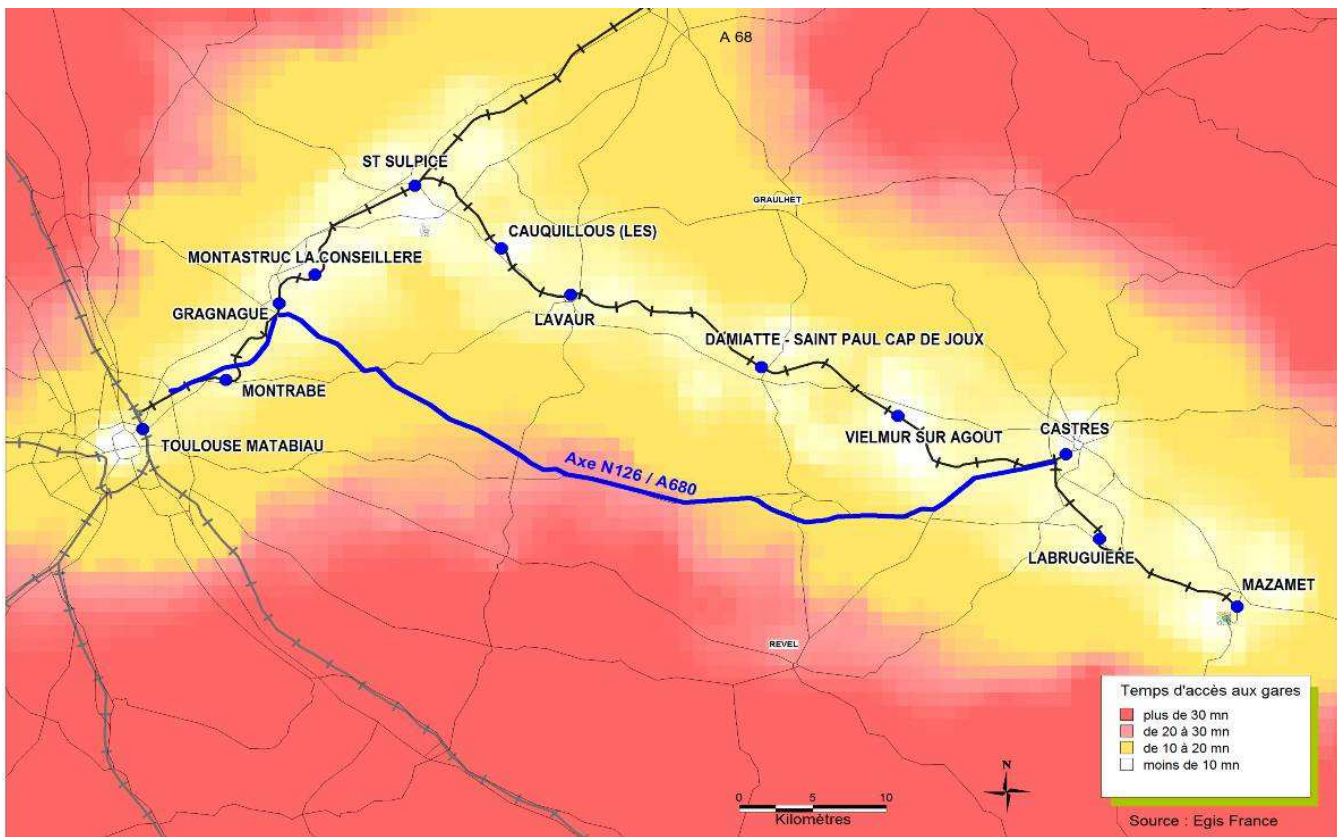 A 68
ST SULPICE
GRAULHET
CAUQUILLOUS (LES)
MONTASTRUC LA CONSEILLERE
GRAGNAGUE
LAVAUR
DAMIATTE - SAINT PAUL CAP DE JOUX
MONTRABE
VIELMUR SUR AGOUT
CASTRES
TOULOUSE MATABIAU
Axe N126 / A680
LABRUGUIERE
MAZAMET
REVEL
Temps d'accès aux gares
plus de 30 mn
de 20 à 30 mn
de 10 à 20 mn
moins de 10 mn
N
0 5 10
Kilomètres
Source : Egis France